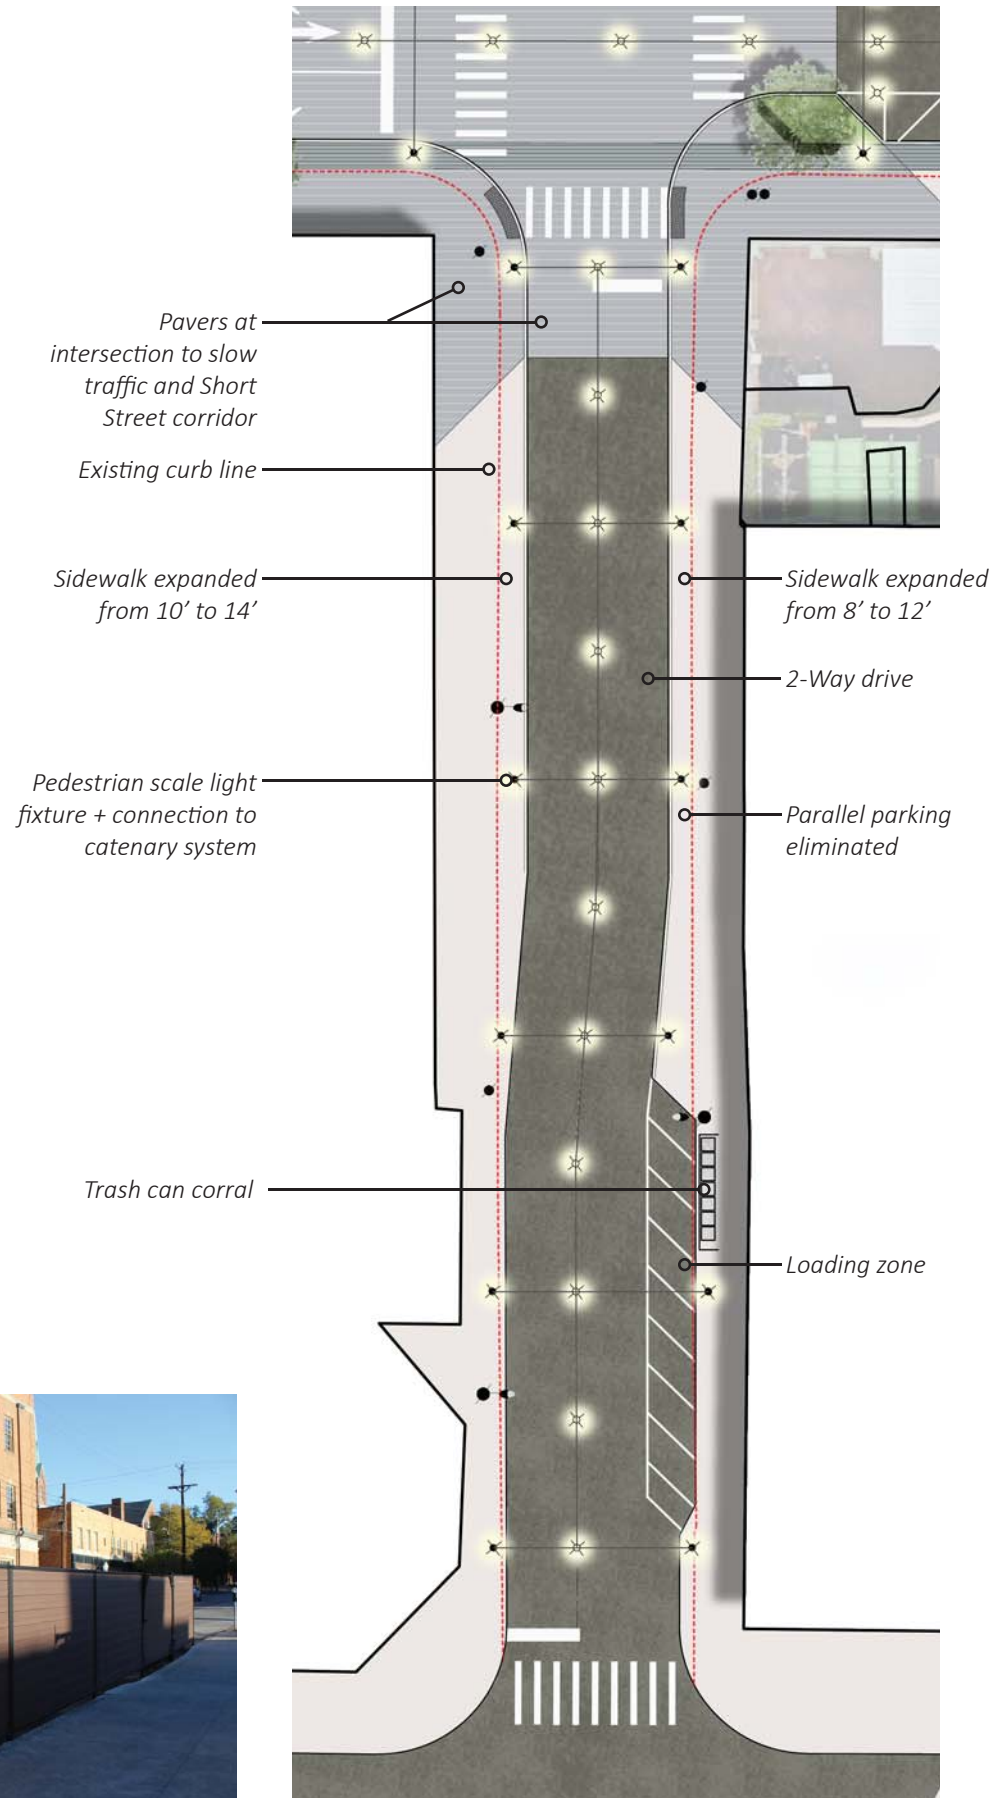 Pavers at
intersection to slow
traffic and Short
Street corridor
Existing curb line
Sidewalk expanded
from 10’ to 14’
Sidewalk expanded
from 8’ to 12’
2-Way drive
Pedestrian scale light
fixture + connection to
catenary system
Parallel parking
eliminated
Trash can corral
Loading zone